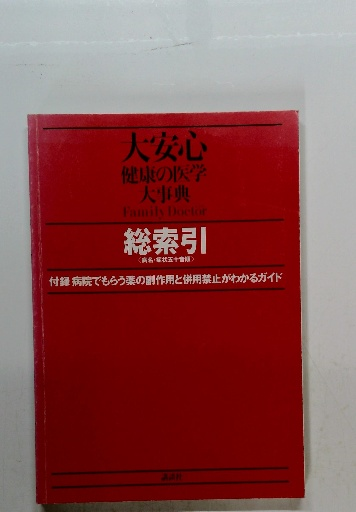 大安心
健康の医学
大事典
Family Doctor
総索引
(病名・症状五十音順)
付録 病院でもらう薬の副作用と併用禁止がわかるガイド
講談社